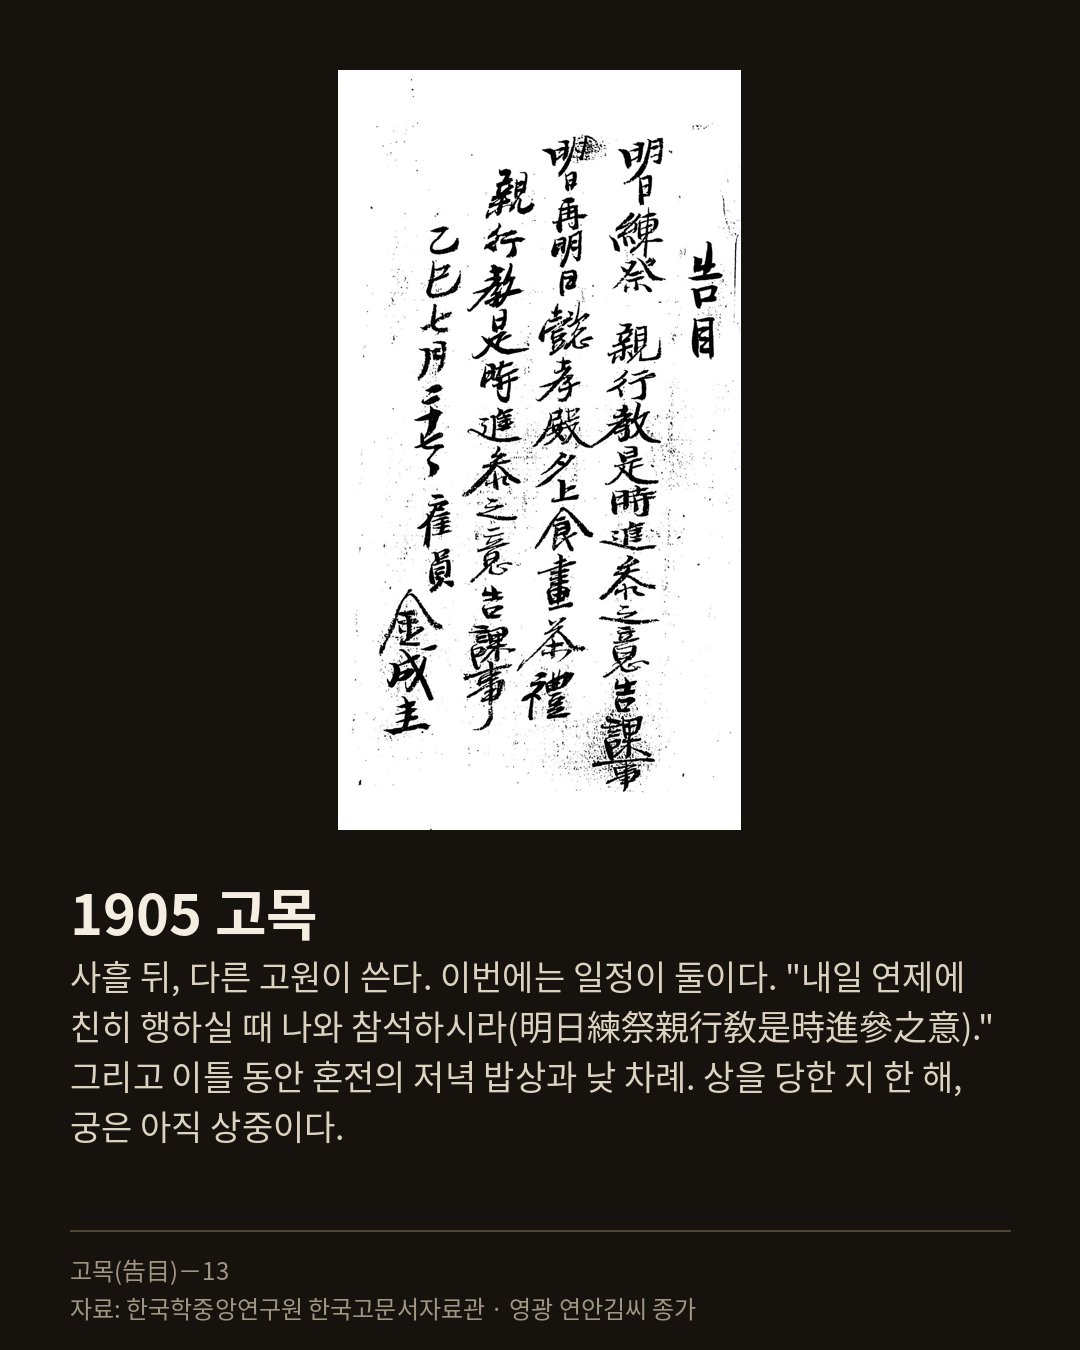 告目
明日練祭 親行教是時進参之意告課事
明日再明日懿孝殿夕上食晝茶禮
親行教是時進参之意告課事
乙巳七月二十七日 雇員
金成圭
1905 고목
사흘 뒤, 다른 고원이 쓴다. 이번에는 일정이 둘이다. "내일 연제에
친히 행하실 때 나와 참석하시라(明日練祭親行敎是時進參之意)."
그리고 이틀 동안 혼전의 저녁 밥상과 낮 차례. 상을 당한 지 한 해,
궁은 아직 상중이다.
고목(告目)－13
자료: 한국학중앙연구원 한국고문서자료관 · 영광 연안김씨 종가